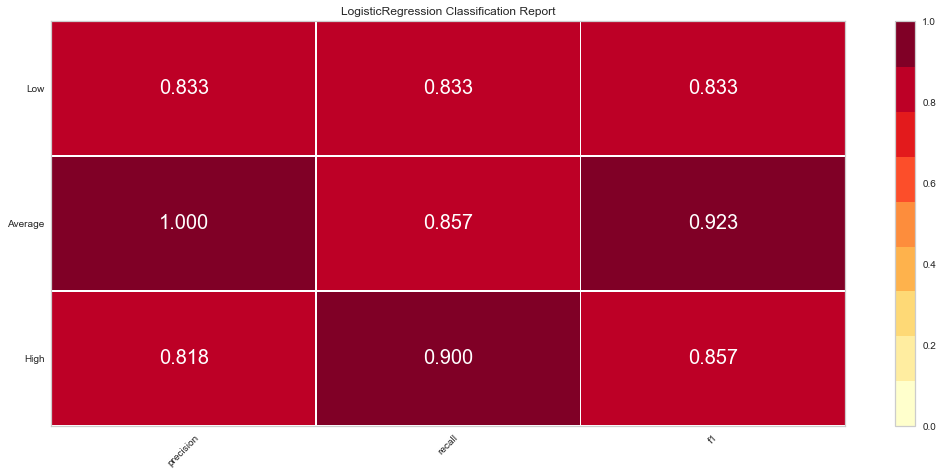 LogisticRegression Classification Report
Low 0.833 0.833 0.833
Average 1.000 0.857 0.923
High 0.818 0.900 0.857
precision recall f1
1.0
0.8
0.6
0.4
0.2
0.0